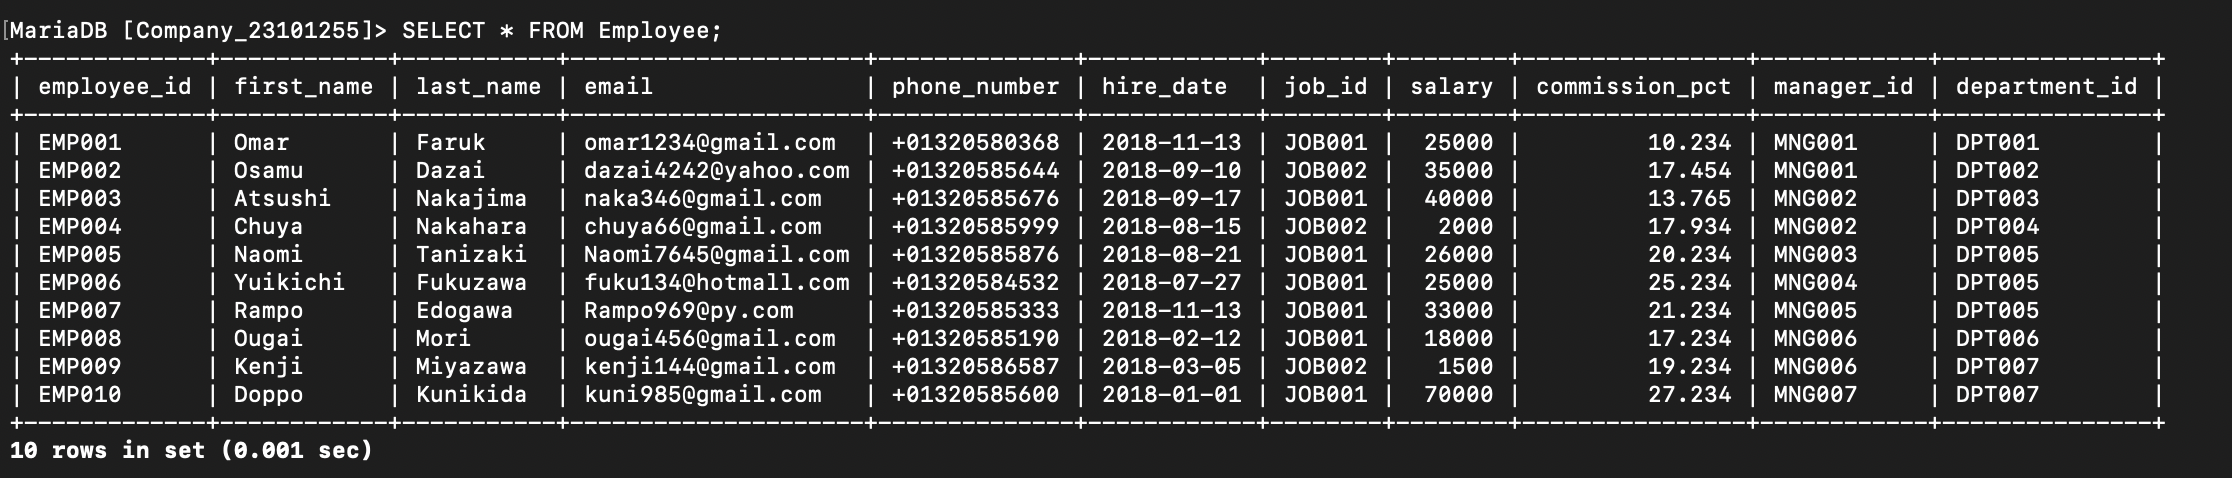 MariaDB [Company_23101255]> SELECT * FROM Employee;
+-------------+------------+-----------+---------------------+--------------+------------+--------+--------+----------------+------------+---------------+
| employee_id | first_name | last_name | email               | phone_number | hire_date  | job_id | salary | commission_pct | manager_id | department_id |
+-------------+------------+-----------+---------------------+--------------+------------+--------+--------+----------------+------------+---------------+
| EMP001      | Omar       | Faruk     | omar1234@gmail.com  | +01320580368 | 2018-11-13 | JOB001 |  25000 |         10.234 | MNG001     | DPT001        |
| EMP002      | Osamu      | Dazai     | dazai4242@yahoo.com | +01320585644 | 2018-09-10 | JOB002 |  35000 |         17.454 | MNG001     | DPT002        |
| EMP003      | Atsushi    | Nakajima  | naka346@gmail.com   | +01320585676 | 2018-09-17 | JOB001 |  40000 |         13.765 | MNG002     | DPT003        |
| EMP004      | Chuya      | Nakahara  | chuya66@gmail.com   | +01320585999 | 2018-08-15 | JOB002 |   2000 |         17.934 | MNG002     | DPT004        |
| EMP005      | Naomi      | Tanizaki  | Naomi7645@gmail.com | +01320585876 | 2018-08-21 | JOB001 |  26000 |         20.234 | MNG003     | DPT005        |
| EMP006      | Yuikichi   | Fukuzawa  | fuku134@hotmall.com | +01320584532 | 2018-07-27 | JOB001 |  25000 |         25.234 | MNG004     | DPT005        |
| EMP007      | Rampo      | Edogawa   | Rampo969@py.com     | +01320585333 | 2018-11-13 | JOB001 |  33000 |         21.234 | MNG005     | DPT005        |
| EMP008      | Ougai      | Mori      | ougai456@gmail.com  | +01320585190 | 2018-02-12 | JOB001 |  18000 |         17.234 | MNG006     | DPT006        |
| EMP009      | Kenji      | Miyazawa  | kenji144@gmail.com  | +01320586587 | 2018-03-05 | JOB002 |   1500 |         19.234 | MNG006     | DPT007        |
| EMP010      | Doppo      | Kunikida  | kuni985@gmail.com   | +01320585600 | 2018-01-01 | JOB001 |  70000 |         27.234 | MNG007     | DPT007        |
+-------------+------------+-----------+---------------------+--------------+------------+--------+--------+----------------+------------+---------------+
10 rows in set (0.001 sec)